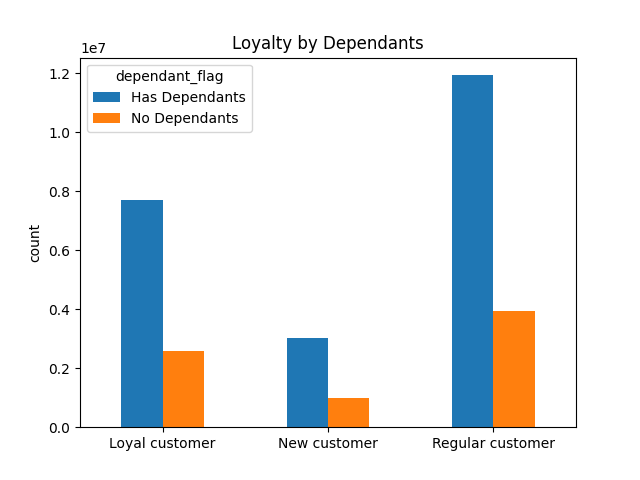 Loyalty by Dependants
1e7
dependant_flag
Has Dependants
No Dependants
1.2
1.0
0.8
0.6
0.4
0.2
0.0
count
Loyal customer
New customer
Regular customer